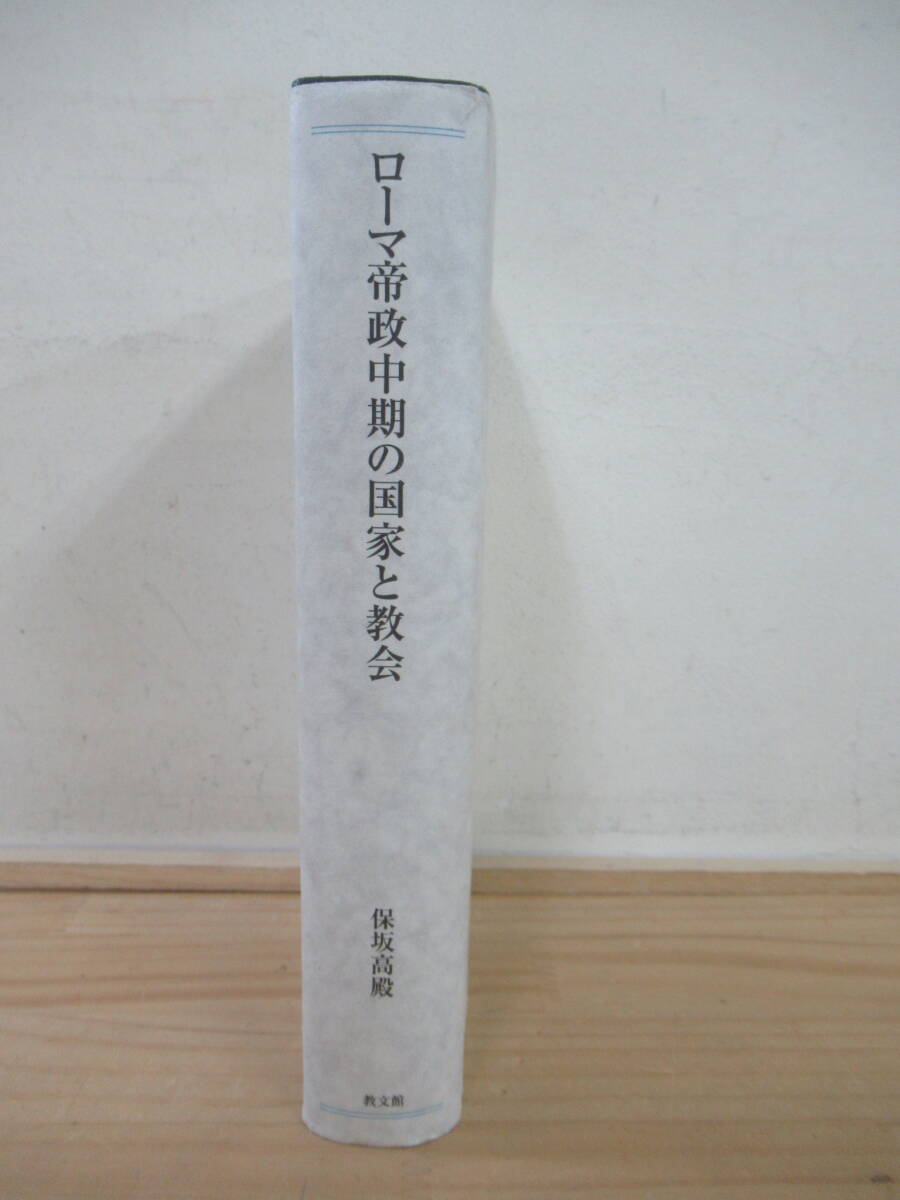 ローマ帝政中期の国家と教会
保坂高殿
教文館